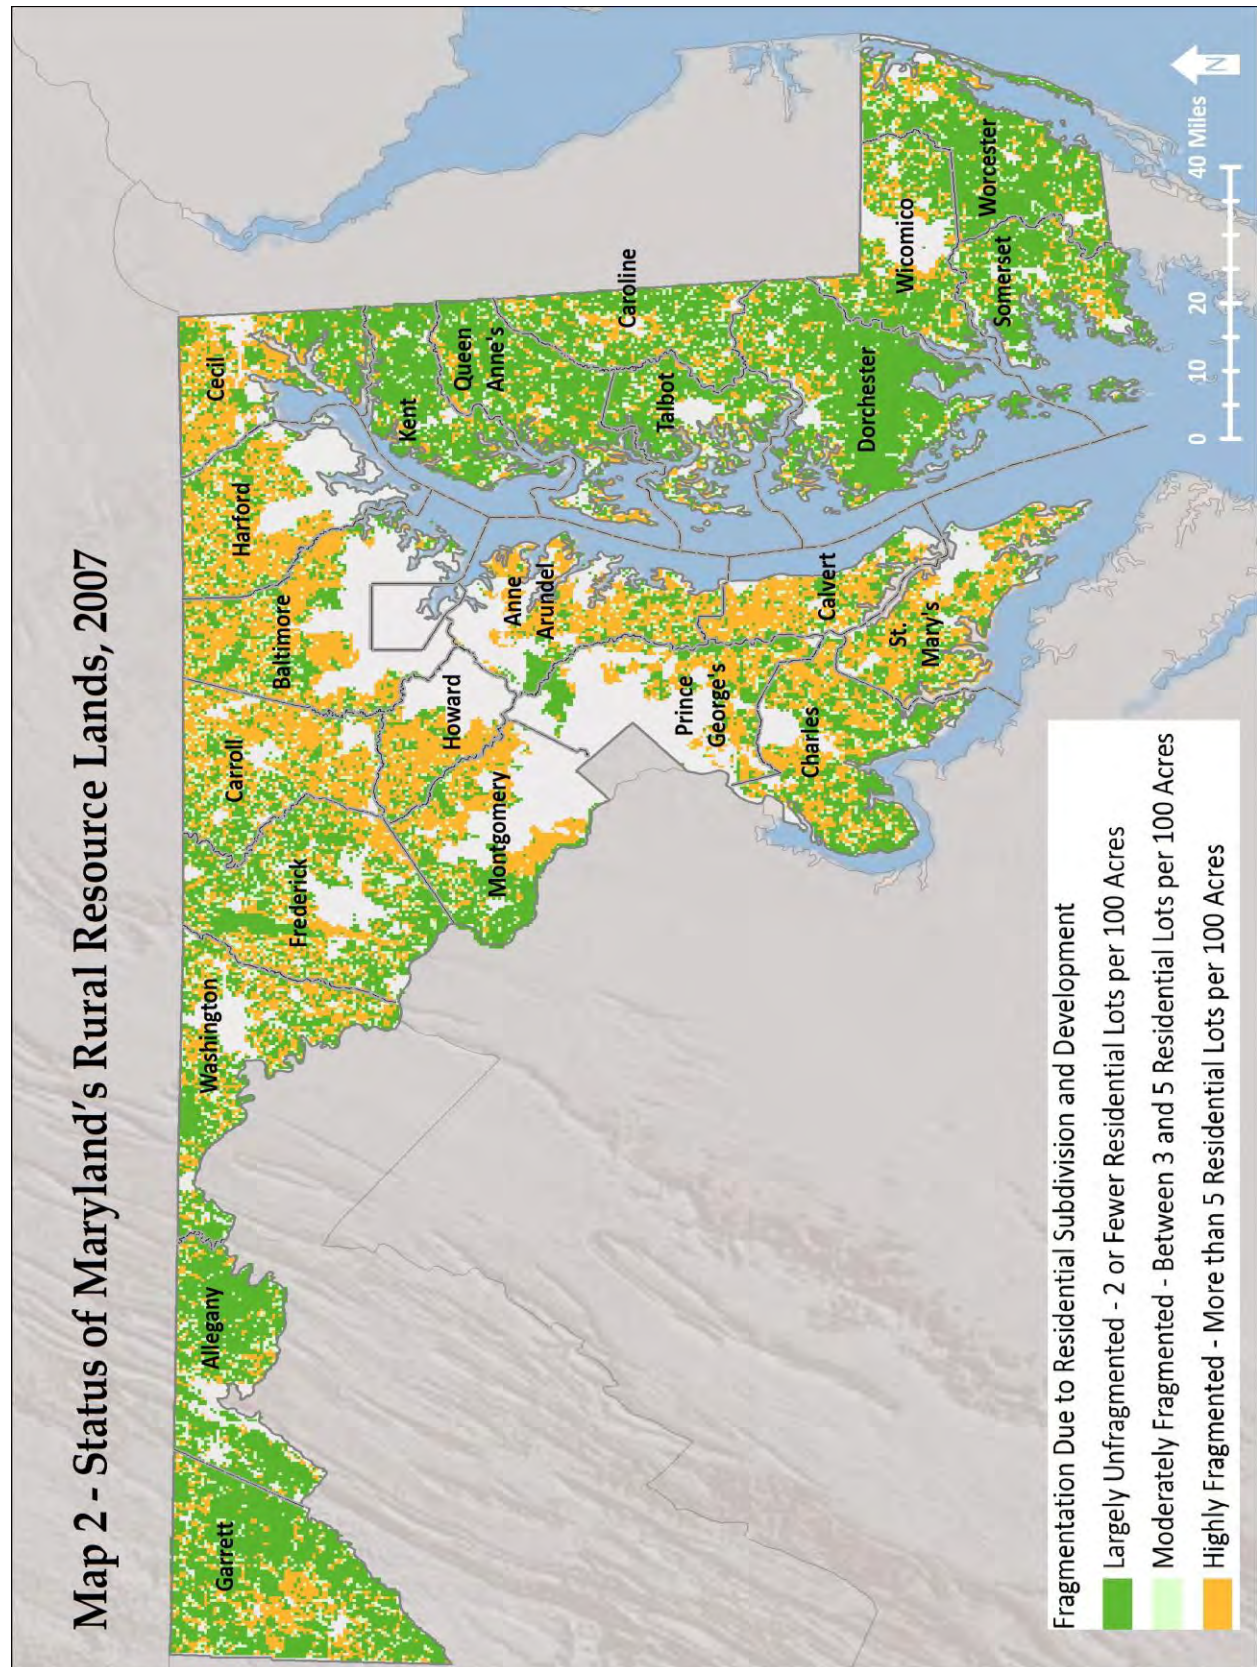 Map 2 - Status of Maryland's Rural Resource Lands, 2007
Garrett
Allegany
Washington
Frederick
Carroll
Baltimore
Harford
Cecil
Montgomery
Howard
Anne
Arundel
Kent
Queen
Anne's
Caroline
Talbot
Prince
George's
Charles
Calvert
St.
Mary's
Dorchester
Wicomico
Somerset
Worcester
Fragmentation Due to Residential Subdivision and Development
Largely Unfragmented - 2 or Fewer Residential Lots per 100 Acres
Moderately Fragmented - Between 3 and 5 Residential Lots per 100 Acres
Highly Fragmented - More than 5 Residential Lots per 100 Acres
0 10 20 40 Miles
N